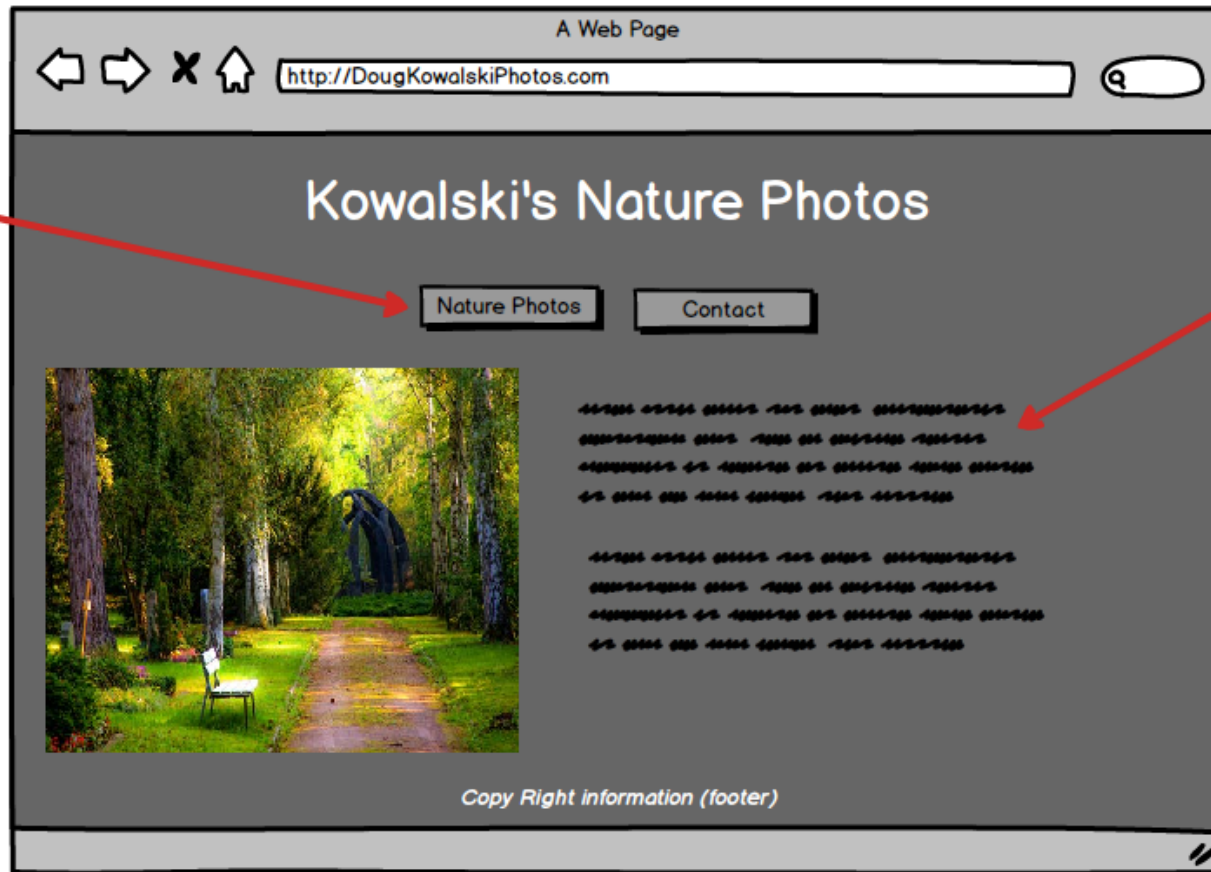 A Web Page
http://DougKowalskiPhotos.com
Kowalski's Nature Photos
Nature Photos
Contact
Copy Right information (footer)